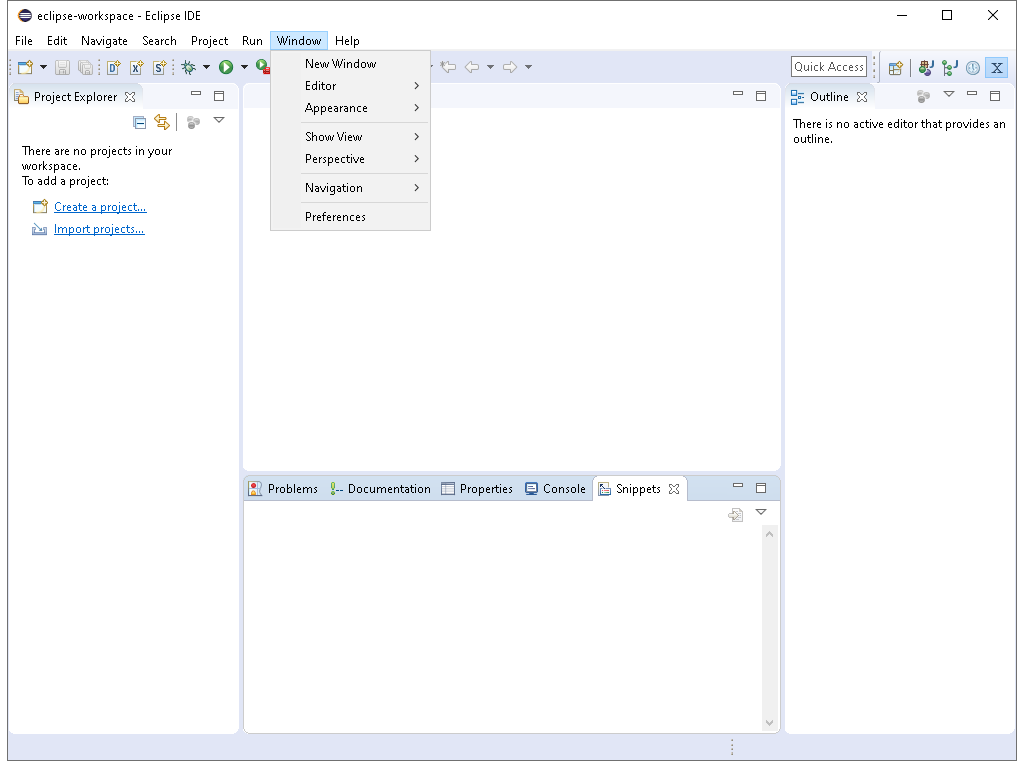 eclipse-workspace - Eclipse IDE
File Edit Navigate Search Project Run Window Help
Quick Access
New Window
Editor
Appearance
Show View
Perspective
Navigation
Preferences
Project Explorer
There are no projects in your
workspace.
To add a project:
Create a project...
Import projects...
Outline
There is no active editor that provides an
outline.
Problems Documentation Properties Console Snippets